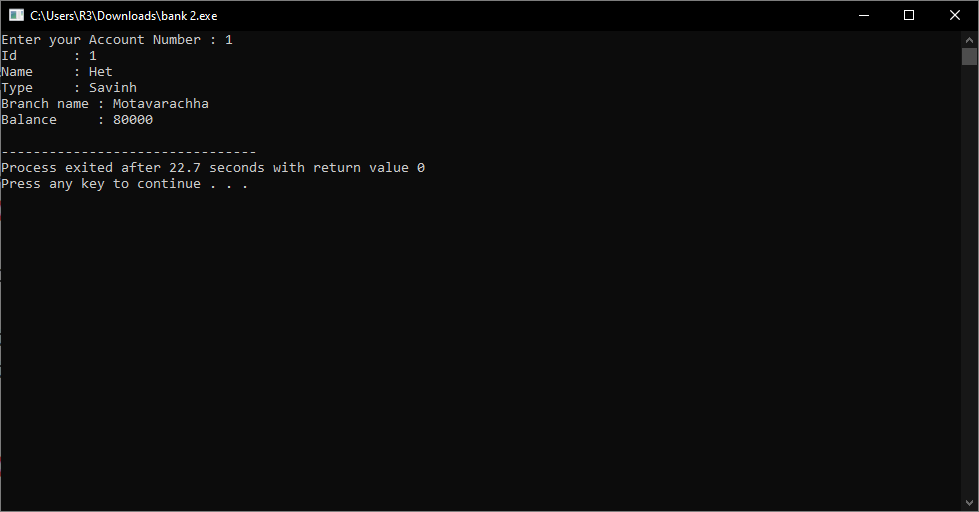 C:\Users\R3\Downloads\bank 2.exe
Enter your Account Number : 1
Id       : 1
Name     : Het
Type     : Savinh
Branch name : Motavarachha
Balance     : 80000
--------------------------------
Process exited after 22.7 seconds with return value 0
Press any key to continue . . .